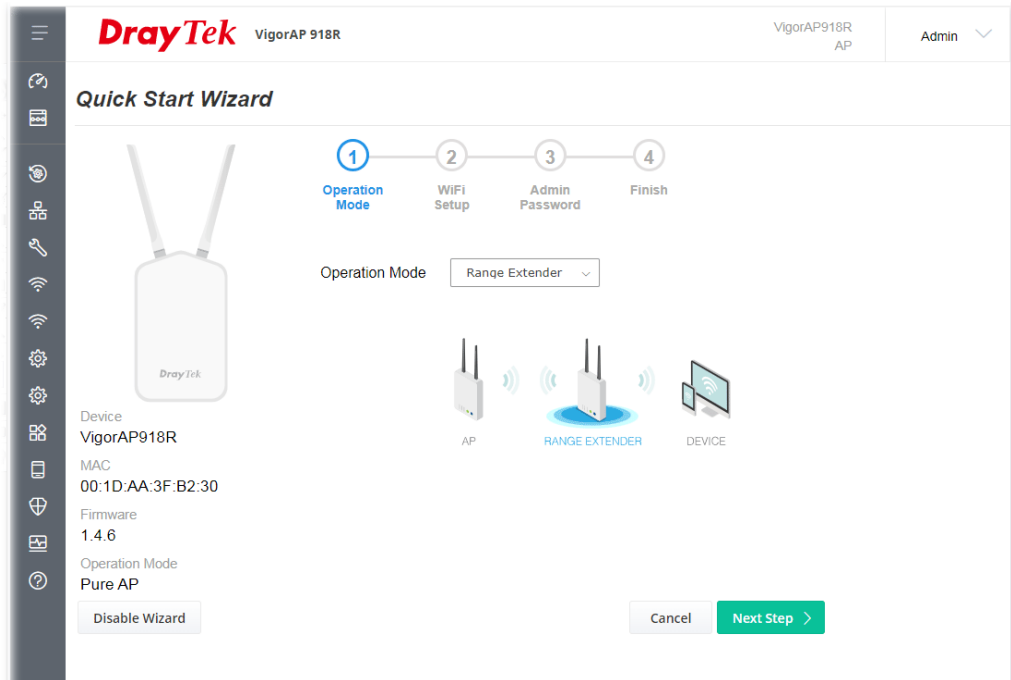 DrayTek VigorAP 918R
VigorAP918R
AP
Admin
Quick Start Wizard
1
2
3
4
Operation
Mode
WiFi
Setup
Admin
Password
Finish
Operation Mode
Range Extender
DrayTek
AP
RANGE EXTENDER
DEVICE
Device
VigorAP918R
MAC
00:1D:AA:3F:B2:30
Firmware
1.4.6
Operation Mode
Pure AP
Disable Wizard
Cancel
Next Step